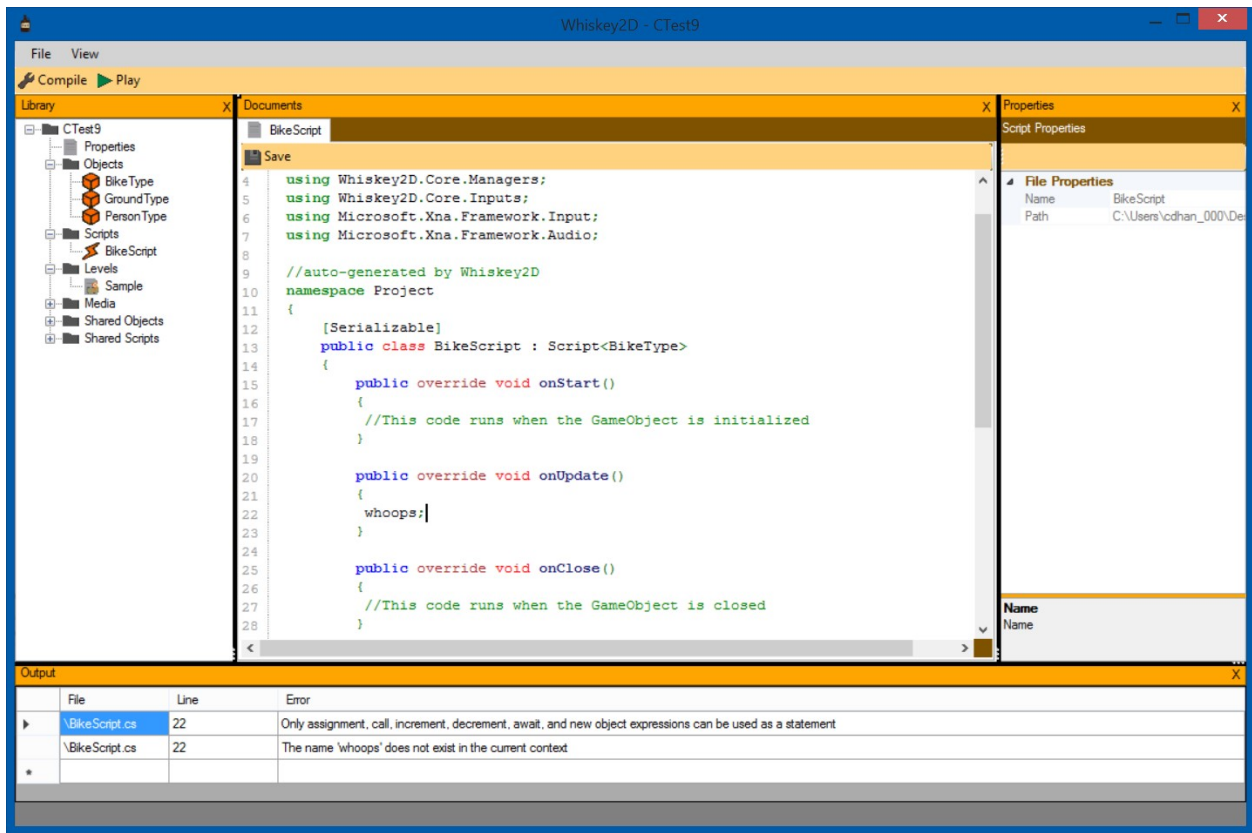 Whiskey2D - CTest9
File View
Compile Play
Library X
CTest9
Properties
Objects
BikeType
GroundType
PersonType
Scripts
BikeScript
Levels
Sample
Media
Shared Objects
Shared Scripts
Documents X
BikeScript
Save
4 using Whiskey2D.Core.Managers;
5 using Whiskey2D.Core.Inputs;
6 using Microsoft.Xna.Framework.Input;
7 using Microsoft.Xna.Framework.Audio;
8
9 //auto-generated by Whiskey2D
10 namespace Project
11 {
12 [Serializable]
13 public class BikeScript : Script<BikeType>
14 {
15 public override void onStart()
16 {
17 //This code runs when the GameObject is initialized
18 }
19
20 public override void onUpdate()
21 {
22 whoops;
23 }
24
25 public override void onClose()
26 {
27 //This code runs when the GameObject is closed
28 }
Properties X
Script Properties
File Properties
Name BikeScript
Path C:\Users\cdhan_000\De
Name
Name
Output X
File Line Error
\BikeScript.cs 22 Only assignment, call, increment, decrement, await, and new object expressions can be used as a statement
\BikeScript.cs 22 The name 'whoops' does not exist in the current context